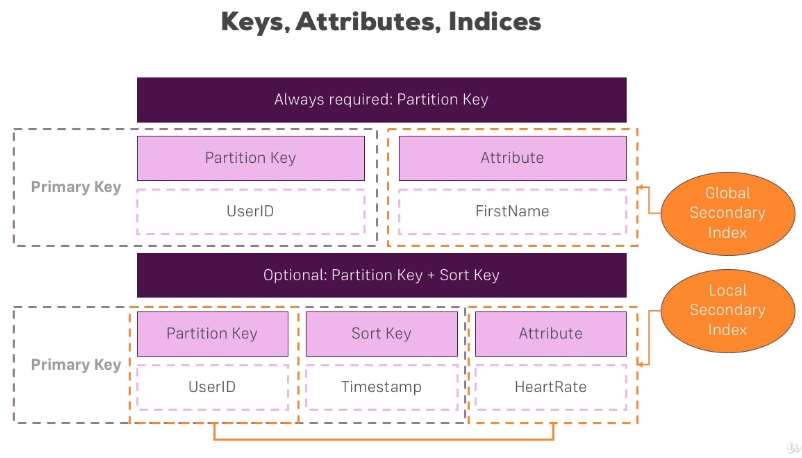 Keys, Attributes, Indices
Always required: Partition Key
Primary Key
Partition Key
Attribute
UserID
FirstName
Global
Secondary
Index
Optional: Partition Key + Sort Key
Primary Key
Partition Key
Sort Key
Attribute
UserID
Timestamp
HeartRate
Local
Secondary
Index